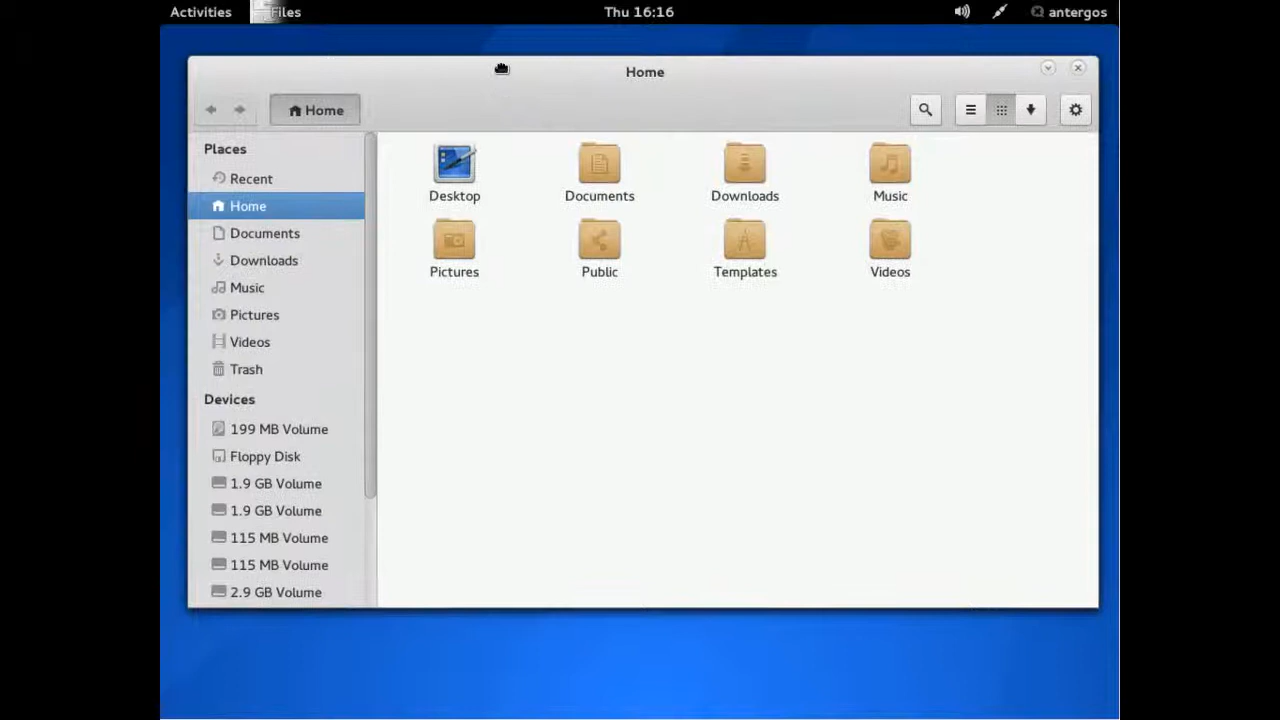 Activities Files Thu 16:16 antergos
Home
Home
Places
Recent
Home
Documents
Downloads
Music
Pictures
Videos
Trash
Devices
199 MB Volume
Floppy Disk
1.9 GB Volume
1.9 GB Volume
115 MB Volume
115 MB Volume
2.9 GB Volume
Desktop Documents Downloads Music
Pictures Public Templates Videos